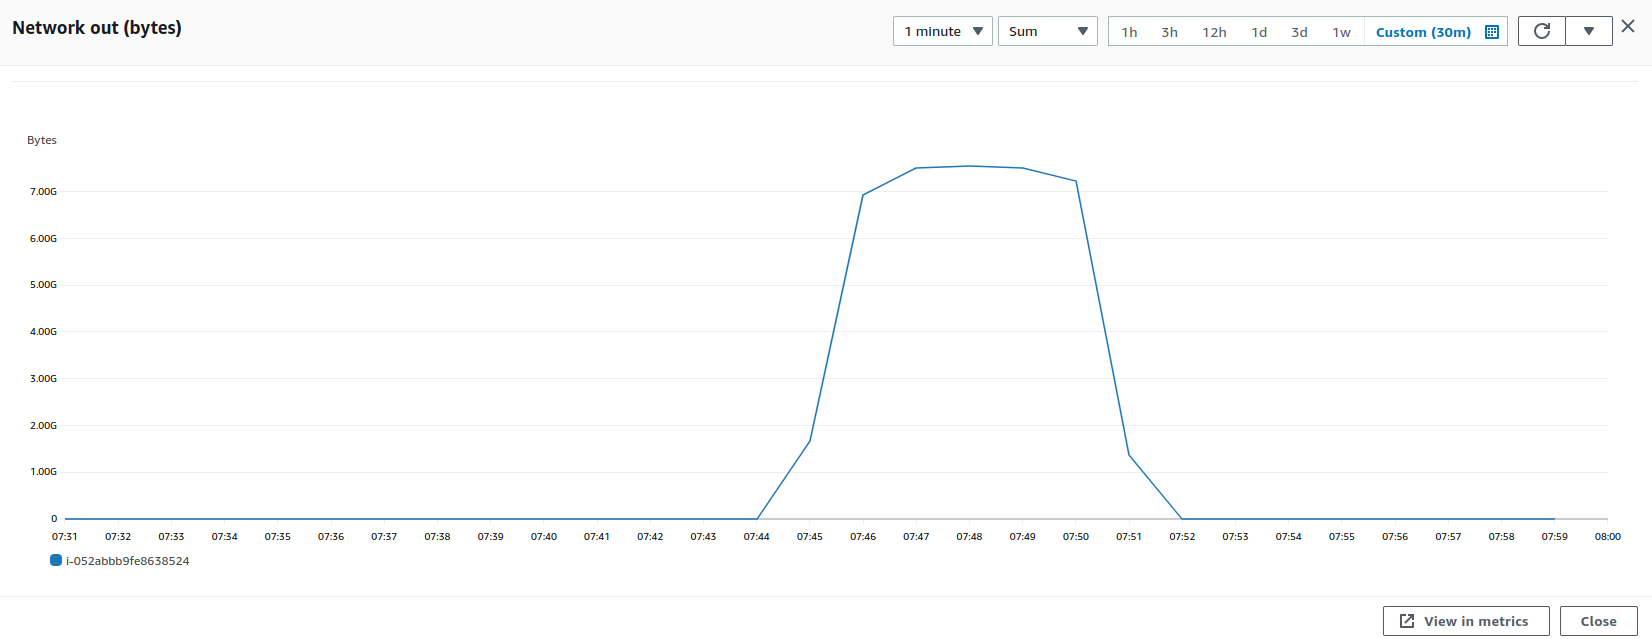 Network out (bytes)
1 minute
Sum
1h 3h 12h 1d 3d 1w Custom (30m)
Bytes
7.00G
6.00G
5.00G
4.00G
3.00G
2.00G
1.00G
0
07:31 07:32 07:33 07:34 07:35 07:36 07:37 07:38 07:39 07:40 07:41 07:42 07:43 07:44 07:45 07:46 07:47 07:48 07:49 07:50 07:51 07:52 07:53 07:54 07:55 07:56 07:57 07:58 07:59 08:00
i-052abbb9fe8638524
View in metrics
Close